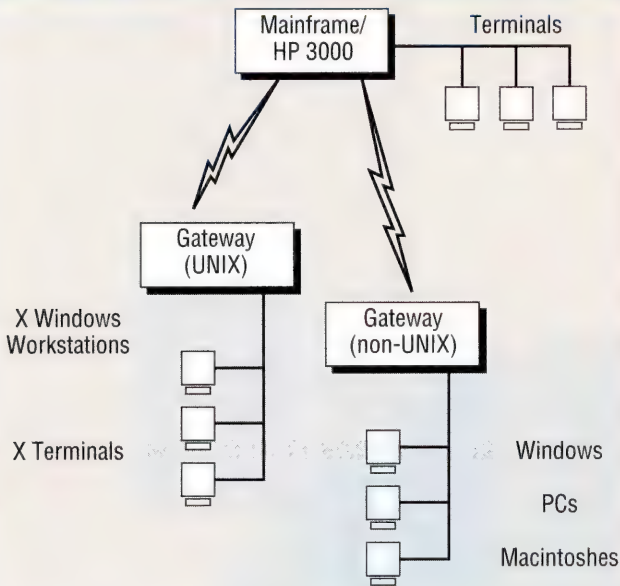 Mainframe/
HP 3000
Terminals
Gateway
(UNIX)
X Windows
Workstations
Gateway
(non-UNIX)
X Terminals
Windows
PCs
Macintoshes